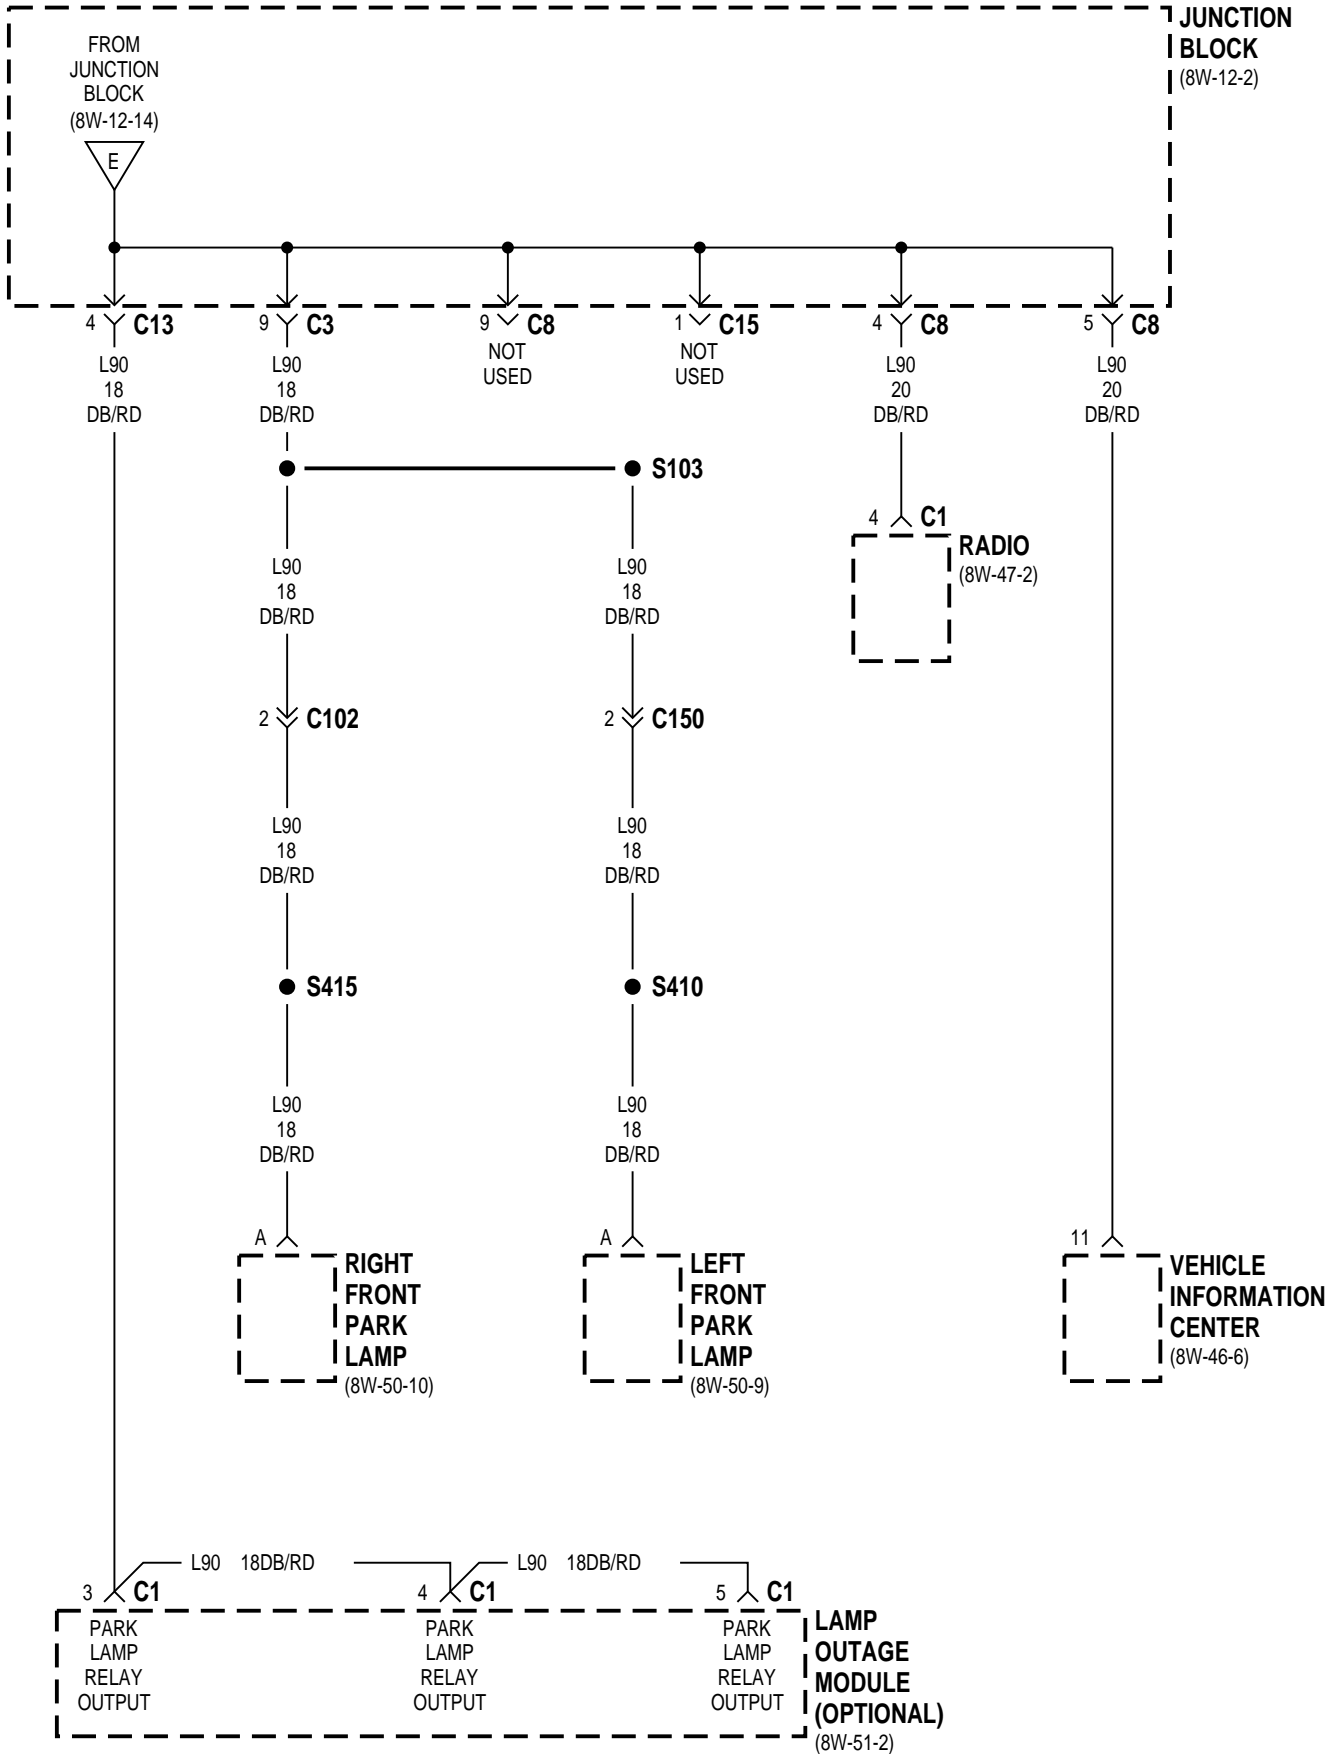 JUNCTION
BLOCK
(8W-12-2)
FROM
JUNCTION
BLOCK
(8W-12-14)
E
4 C13
9 C3
9 C8
1 C15
4 C8
5 C8
L90
18
DB/RD
L90
18
DB/RD
NOT
USED
NOT
USED
L90
20
DB/RD
L90
20
DB/RD
S103
4 C1
RADIO
(8W-47-2)
L90
18
DB/RD
L90
18
DB/RD
2 C102
2 C150
L90
18
DB/RD
L90
18
DB/RD
S415
S410
L90
18
DB/RD
L90
18
DB/RD
A
RIGHT
FRONT
PARK
LAMP
(8W-50-10)
A
LEFT
FRONT
PARK
LAMP
(8W-50-9)
11
VEHICLE
INFORMATION
CENTER
(8W-46-6)
L90 18DB/RD
L90 18DB/RD
3 C1
4 C1
5 C1
PARK
LAMP
RELAY
OUTPUT
PARK
LAMP
RELAY
OUTPUT
PARK
LAMP
RELAY
OUTPUT
LAMP
OUTAGE
MODULE
(OPTIONAL)
(8W-51-2)